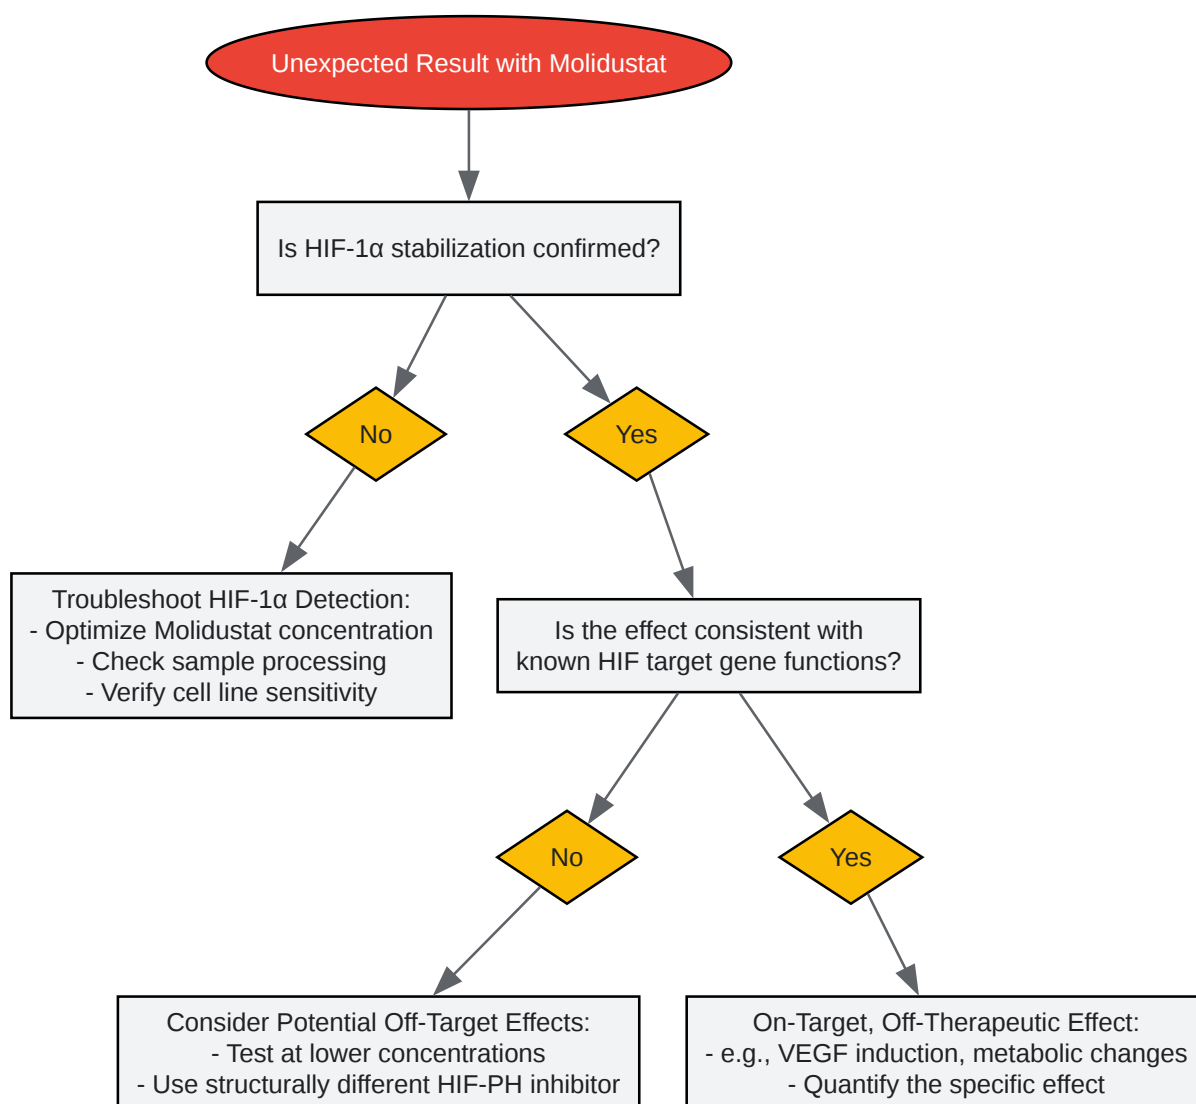 Unexpected Result with Molidustat
Is HIF-1α stabilization confirmed?
No
Yes
Troubleshoot HIF-1α Detection:
- Optimize Molidustat concentration
- Check sample processing
- Verify cell line sensitivity
Is the effect consistent with
known HIF target gene functions?
No
Yes
Consider Potential Off-Target Effects:
- Test at lower concentrations
- Use structurally different HIF-PH inhibitor
On-Target, Off-Therapeutic Effect:
- e.g., VEGF induction, metabolic changes
- Quantify the specific effect